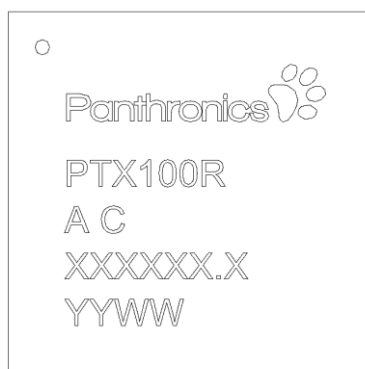 Panthronics
PTX100R
A C
XXXXXX.X
YYWW